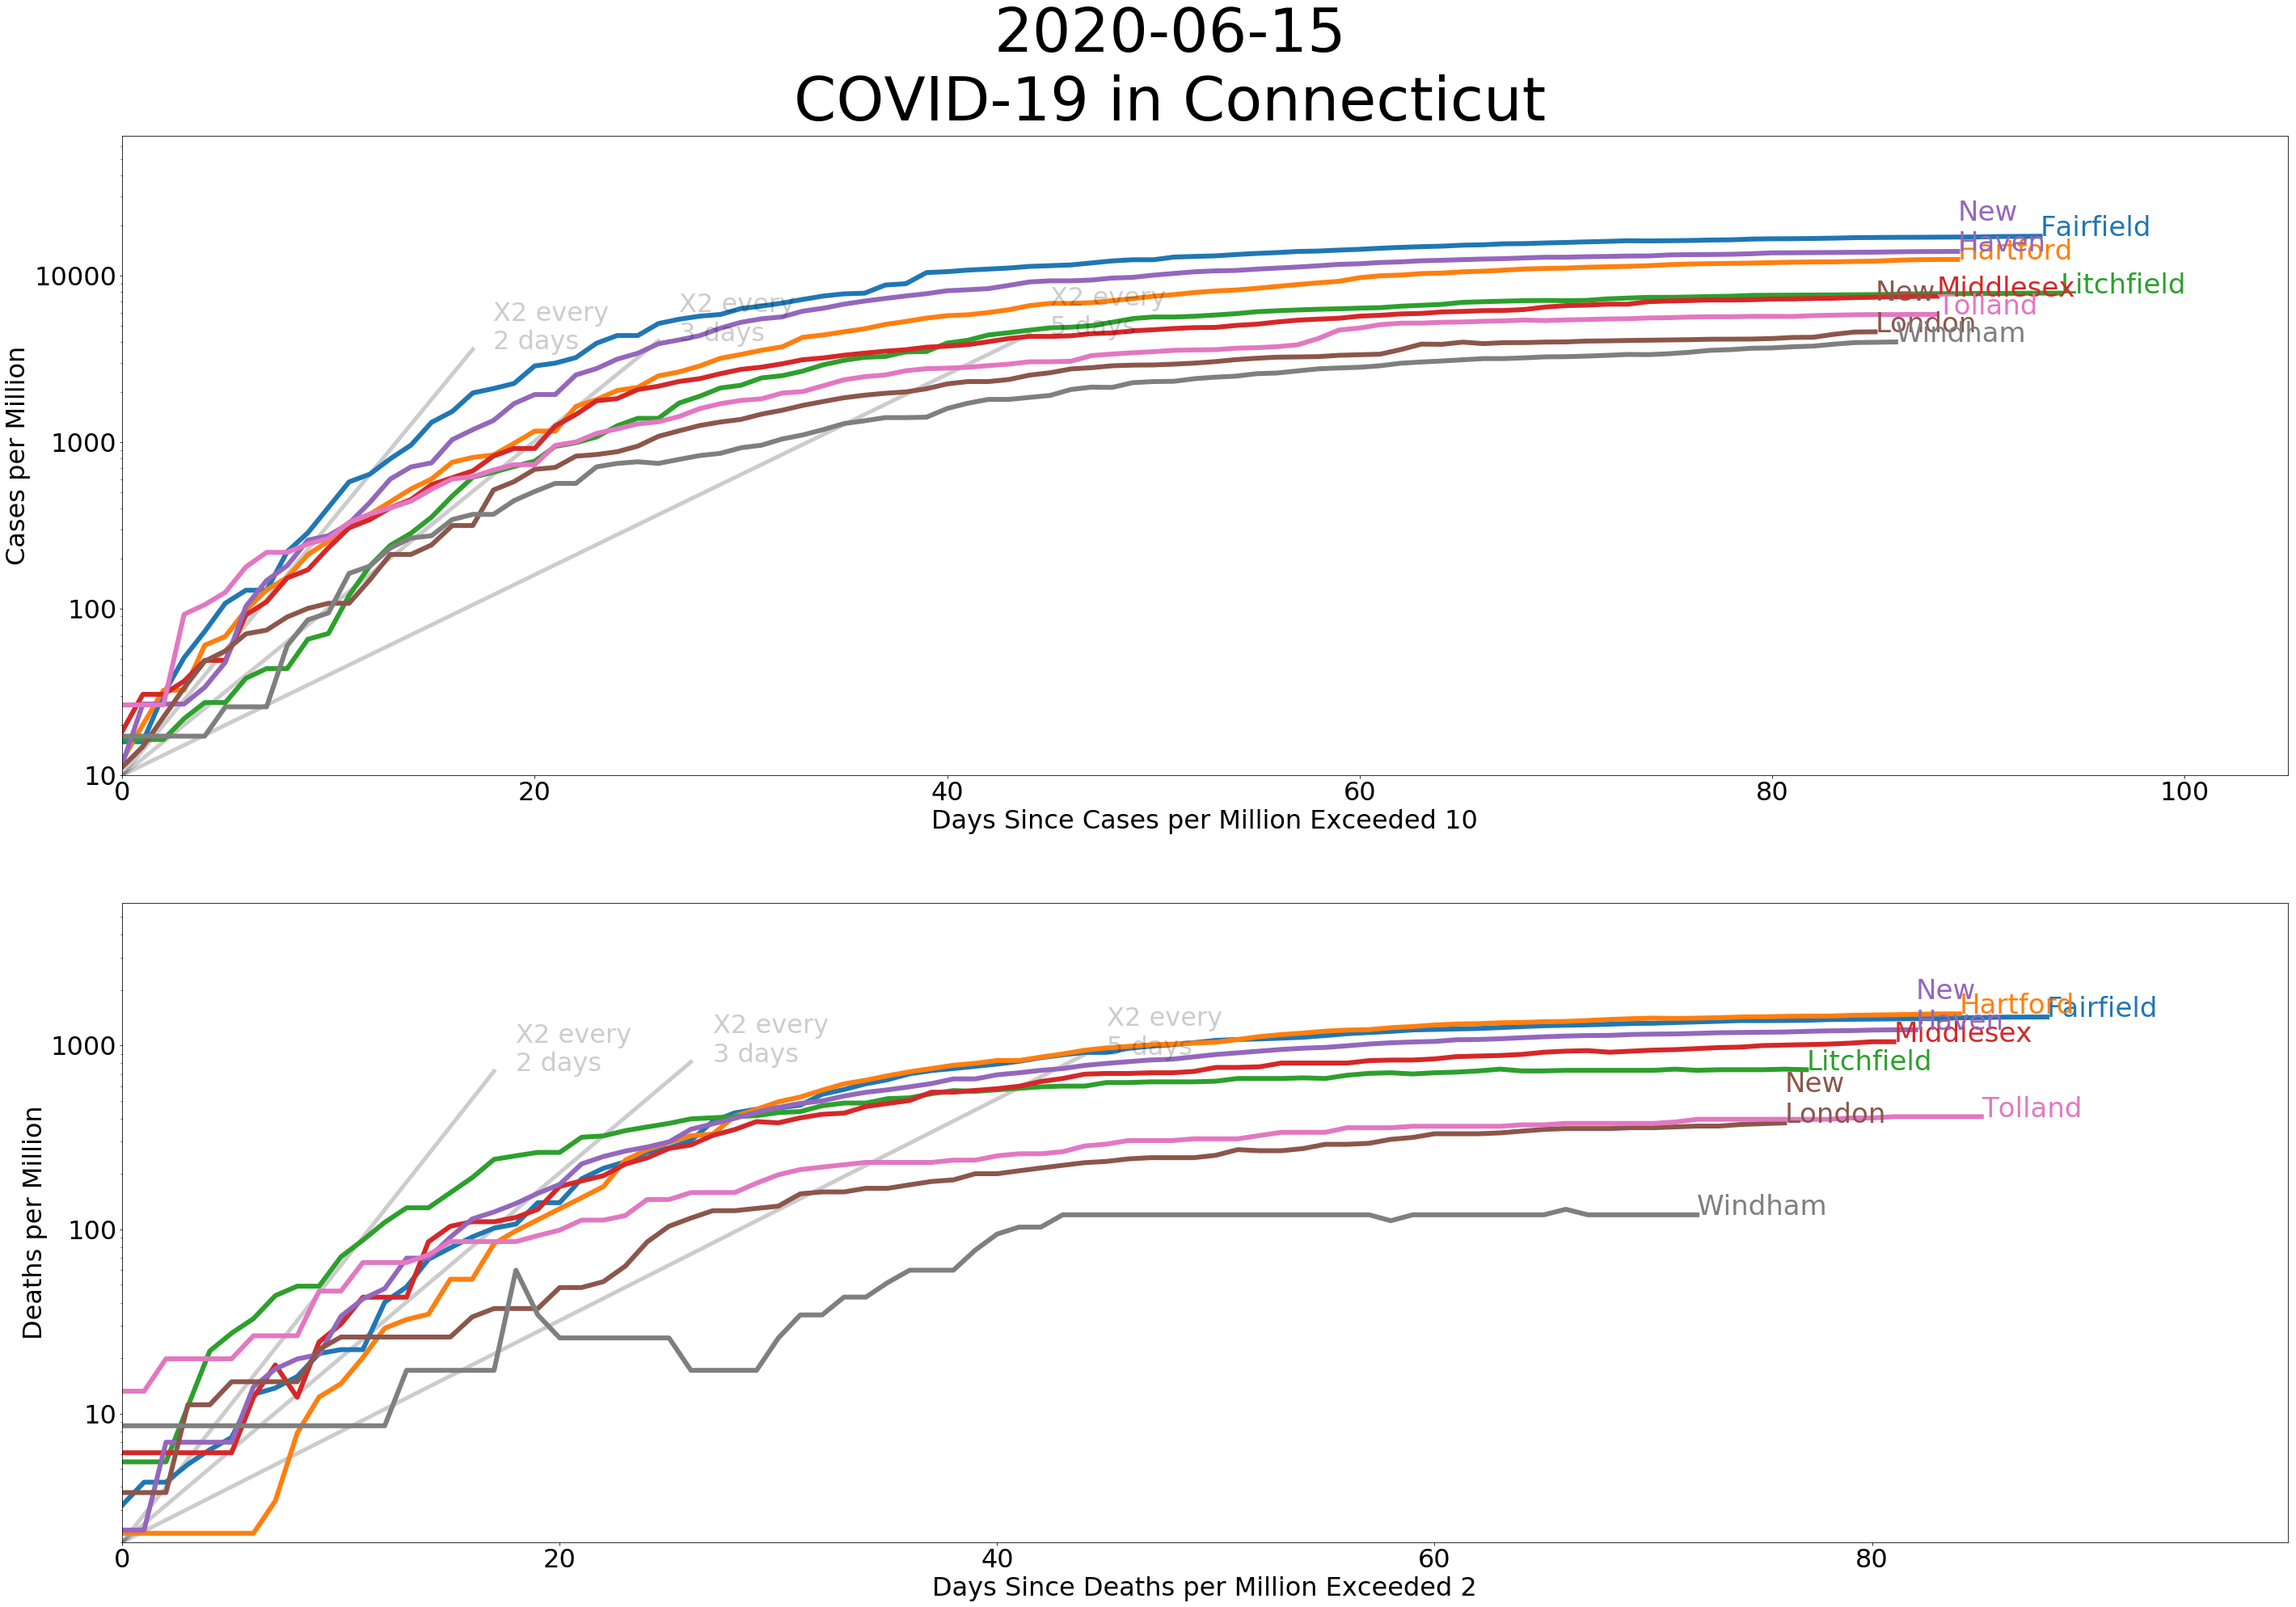 2020-06-15
COVID-19 in Connecticut
Cases per Million
10000
1000
100
10
X2 every
2 days
X2 every
3 days
X2 every
5 days
New
Haven
Fairfield
Hartford
Litchfield
Middlesex
New
London
Tolland
Windham
0
20
40
60
80
100
Days Since Cases per Million Exceeded 10
Deaths per Million
1000
100
10
X2 every
2 days
X2 every
3 days
X2 every
5 days
New
Haven
Hartford
Fairfield
Middlesex
Litchfield
New
London
Tolland
Windham
0
20
40
60
80
Days Since Deaths per Million Exceeded 2